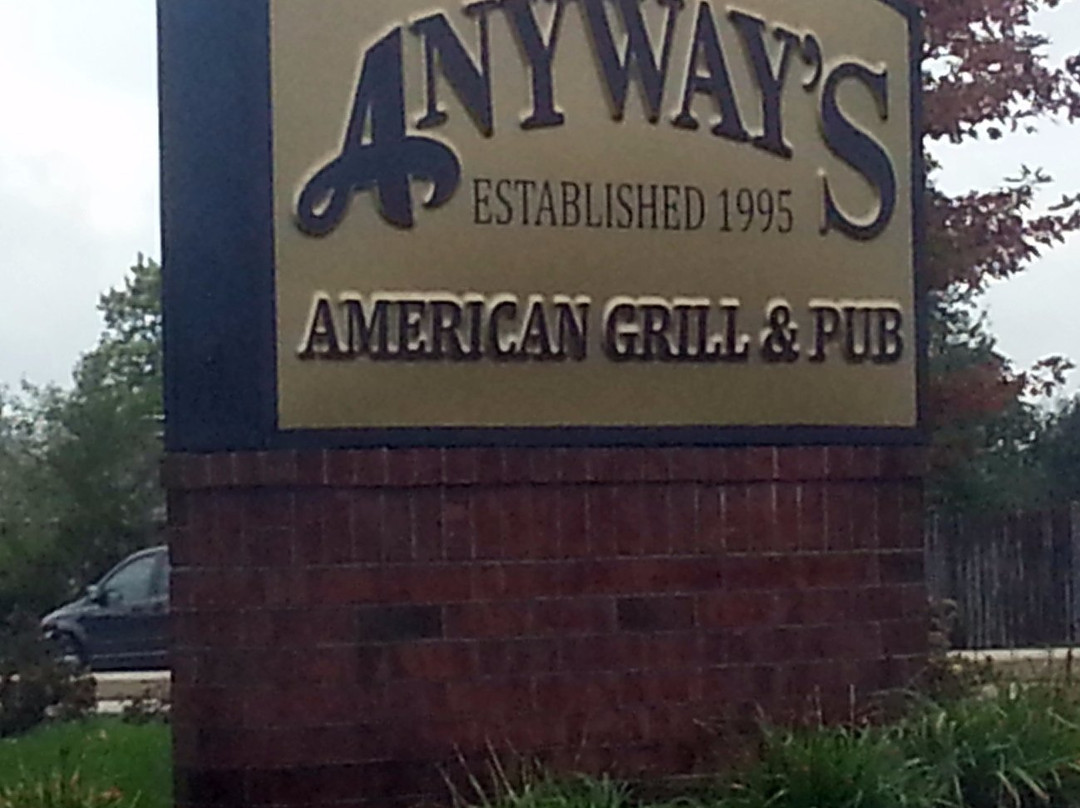 ANYWAY'S
ESTABLISHED 1995
AMERICAN GRILL & PUB